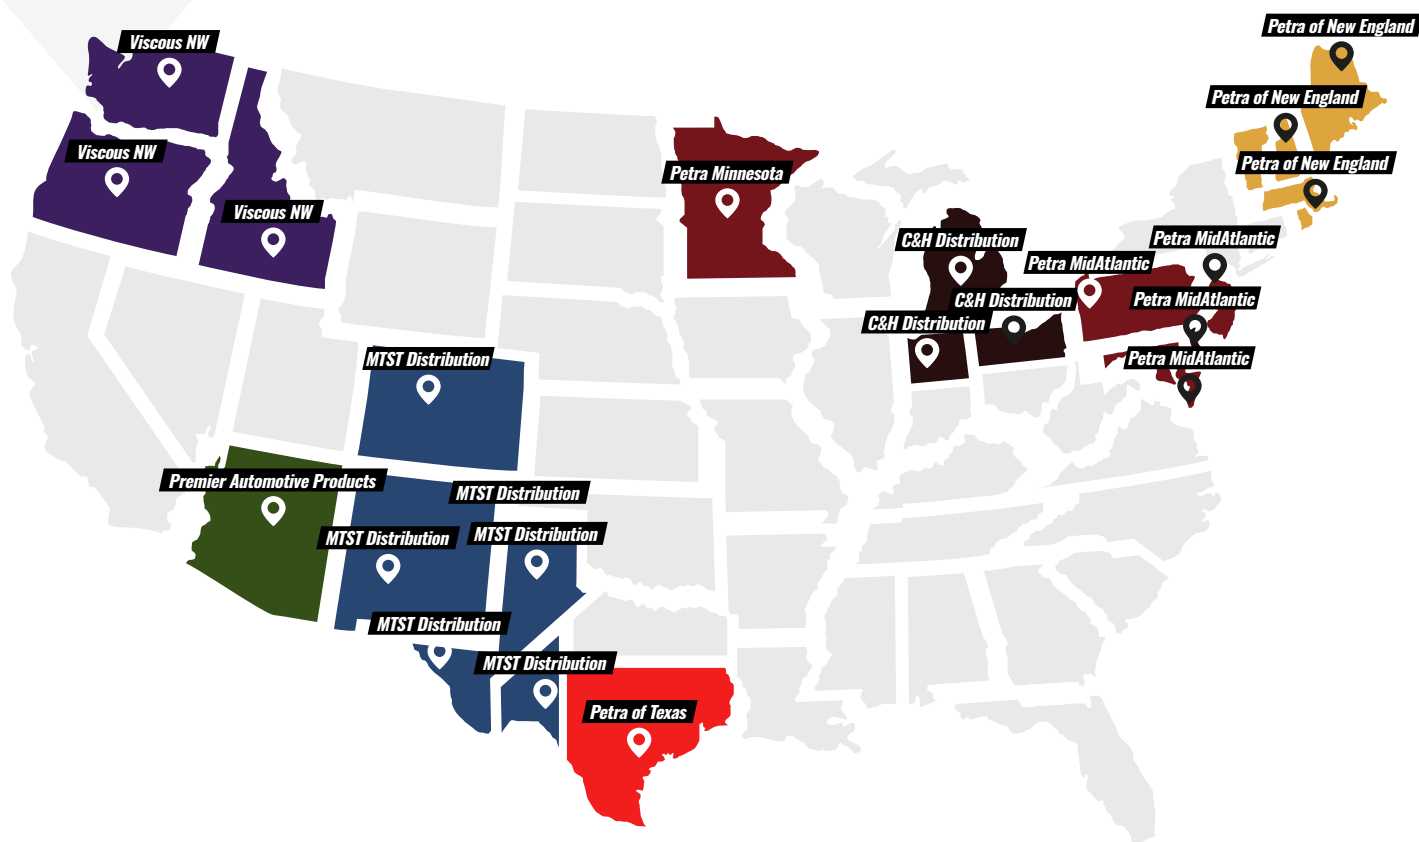 Petra of New England
Viscous NW
Petra of New England
Viscous NW
Petra of New England
Petra Minnesota
Viscous NW
Petra MidAtlantic
C&H Distribution
Petra MidAtlantic
C&H Distribution
Petra MidAtlantic
C&H Distribution
MTST Distribution
Petra MidAtlantic
Premier Automotive Products
MTST Distribution
MTST Distribution
MTST Distribution
MTST Distribution
MTST Distribution
Petra of Texas